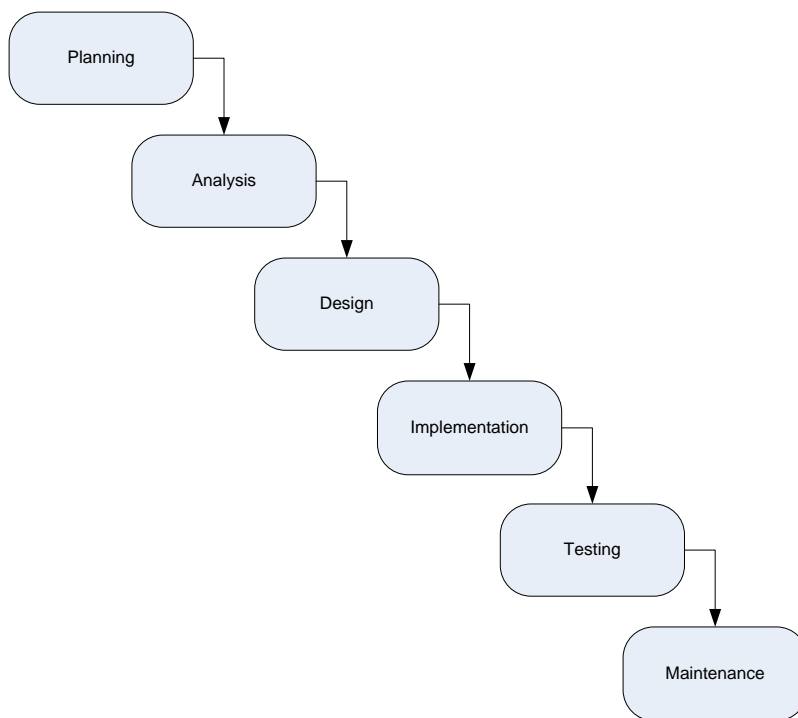 Planning
Analysis
Design
Implementation
Testing
Maintenance